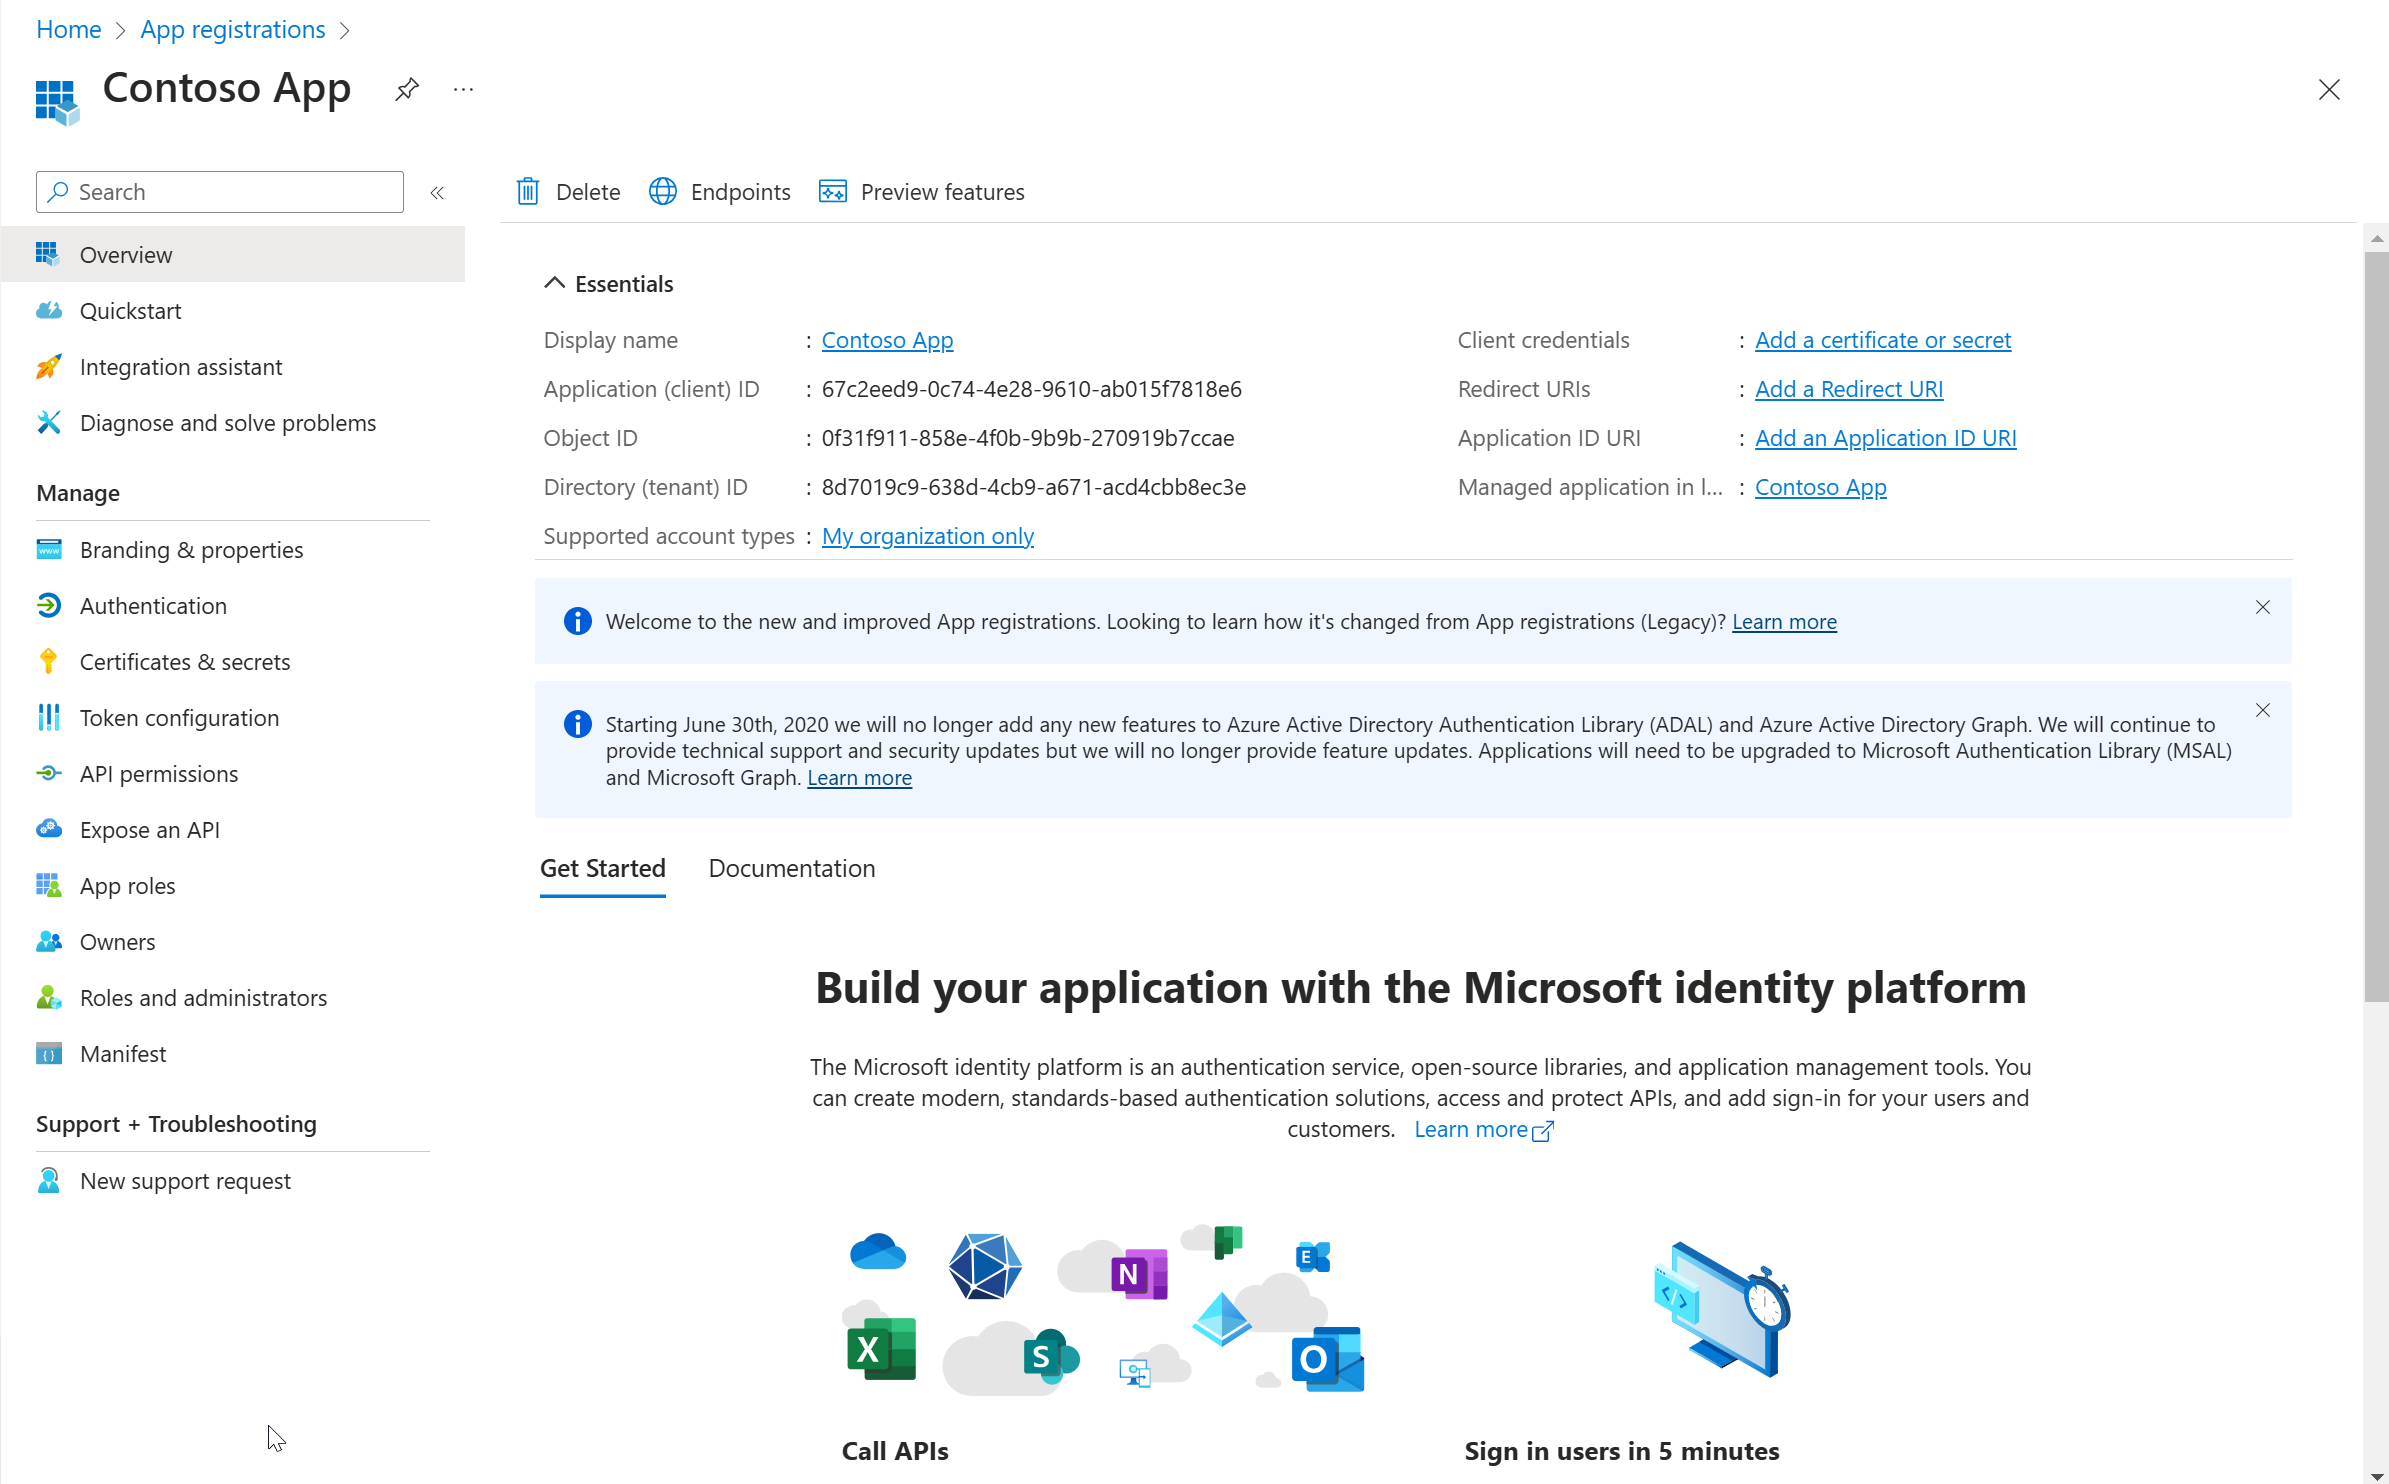 Home > App registrations >
Contoso App
Search
Delete
Endpoints
Preview features
Overview
Quickstart
Integration assistant
Diagnose and solve problems
Manage
Branding & properties
Authentication
Certificates & secrets
Token configuration
API permissions
Expose an API
App roles
Owners
Roles and administrators
Manifest
Support + Troubleshooting
New support request
Essentials
Display name : Contoso App
Application (client) ID : 67c2eed9-0c74-4e28-9610-ab015f7818e6
Object ID : 0f31f911-858e-4f0b-9b9b-270919b7ccae
Directory (tenant) ID : 8d7019c9-638d-4cb9-a671-acd4cbb8ec3e
Supported account types : My organization only
Client credentials : Add a certificate or secret
Redirect URIs : Add a Redirect URI
Application ID URI : Add an Application ID URI
Managed application in l... : Contoso App
Welcome to the new and improved App registrations. Looking to learn how it's changed from App registrations (Legacy)? Learn more
Starting June 30th, 2020 we will no longer add any new features to Azure Active Directory Authentication Library (ADAL) and Azure Active Directory Graph. We will continue to
provide technical support and security updates but we will no longer provide feature updates. Applications will need to be upgraded to Microsoft Authentication Library (MSAL)
and Microsoft Graph. Learn more
Get Started
Documentation
Build your application with the Microsoft identity platform
The Microsoft identity platform is an authentication service, open-source libraries, and application management tools. You
can create modern, standards-based authentication solutions, access and protect APIs, and add sign-in for your users and
customers. Learn more
N
E
X
S
O
</>
Call APIs
Sign in users in 5 minutes